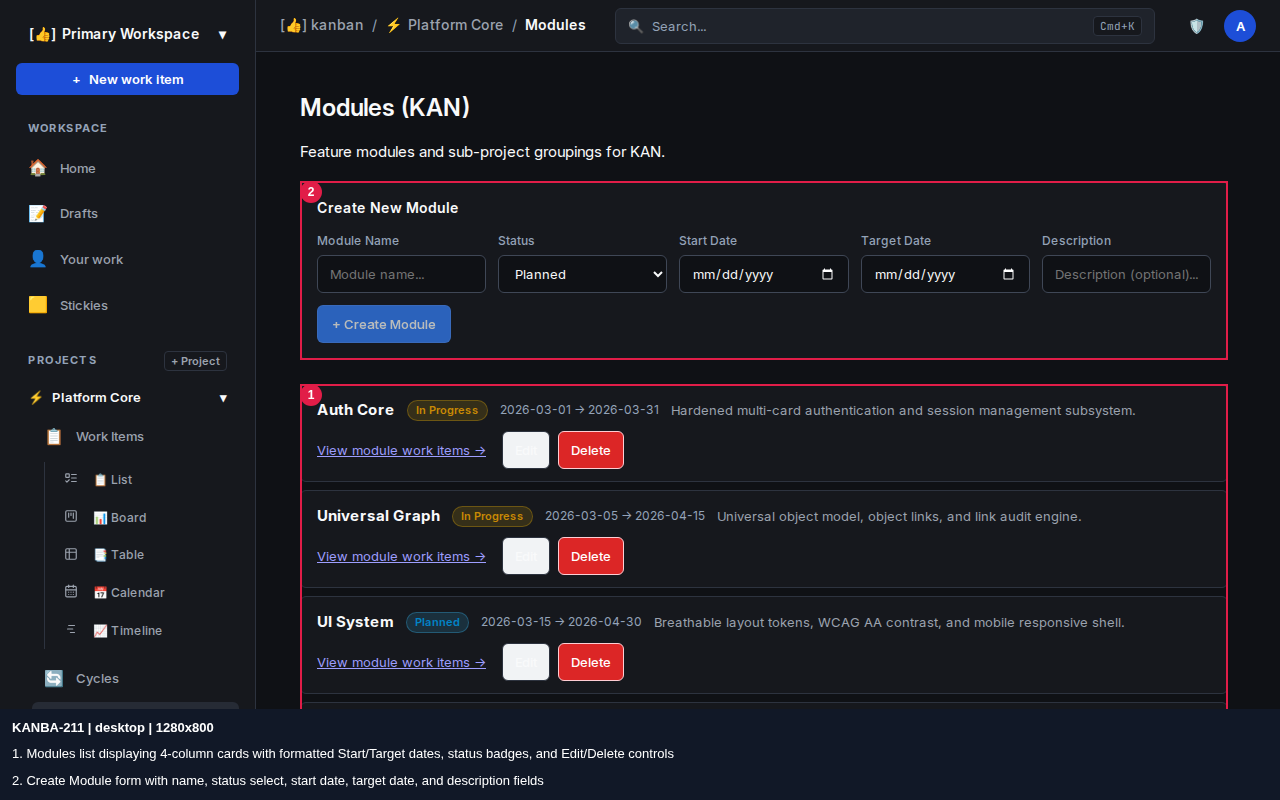 [👍] Primary Workspace ▼
+ New work item
WORKSPACE
🏠 Home
📝 Drafts
👤 Your work
🟨 Stickies
PROJECTS + Project
⚡ Platform Core ▼
📋 Work Items
📋 List
📊 Board
📑 Table
📅 Calendar
📈 Timeline
🔄 Cycles
[👍] kanban / ⚡ Platform Core / Modules
🔍 Search... Cmd+K
🛡️ A
Modules (KAN)
Feature modules and sub-project groupings for KAN.
2
Create New Module
Module Name Status Start Date Target Date Description
Module name... Planned mm/dd/yyyy mm/dd/yyyy Description (optional)...
+ Create Module
1
Auth Core In Progress 2026-03-01 → 2026-03-31 Hardened multi-card authentication and session management subsystem.
View module work items → Edit Delete
Universal Graph In Progress 2026-03-05 → 2026-04-15 Universal object model, object links, and link audit engine.
View module work items → Edit Delete
UI System Planned 2026-03-15 → 2026-04-30 Breathable layout tokens, WCAG AA contrast, and mobile responsive shell.
View module work items → Edit Delete
KANBA-211 | desktop | 1280x800
1. Modules list displaying 4-column cards with formatted Start/Target dates, status badges, and Edit/Delete controls
2. Create Module form with name, status select, start date, target date, and description fields